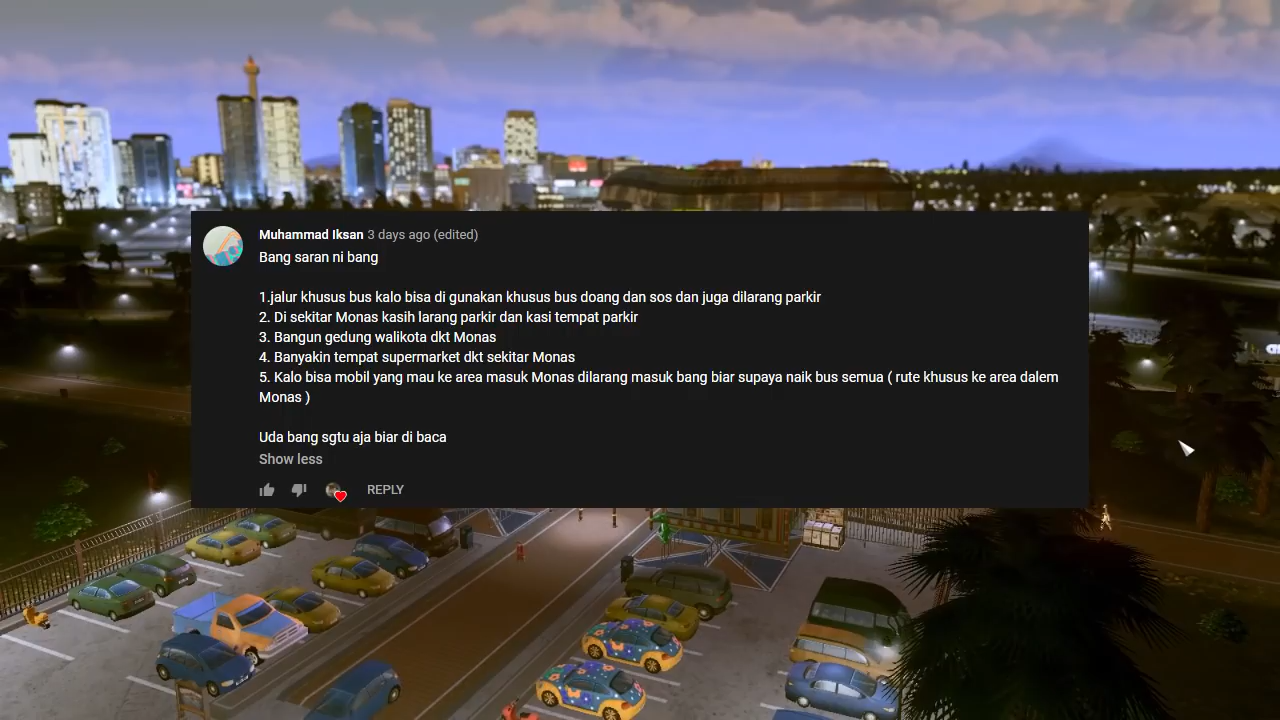 Muhammad Iksan 3 days ago (edited)
Bang saran ni bang
1.jalur khusus bus kalo bisa di gunakan khusus bus doang dan sos dan juga dilarang parkir
2. Di sekitar Monas kasih larang parkir dan kasi tempat parkir
3. Bangun gedung walikota dkt Monas
4. Banyakin tempat supermarket dkt sekitar Monas
5. Kalo bisa mobil yang mau ke area masuk Monas dilarang masuk bang biar supaya naik bus semua ( rute khusus ke area dalem
Monas )
Uda bang sgtu aja biar di baca
Show less
REPLY